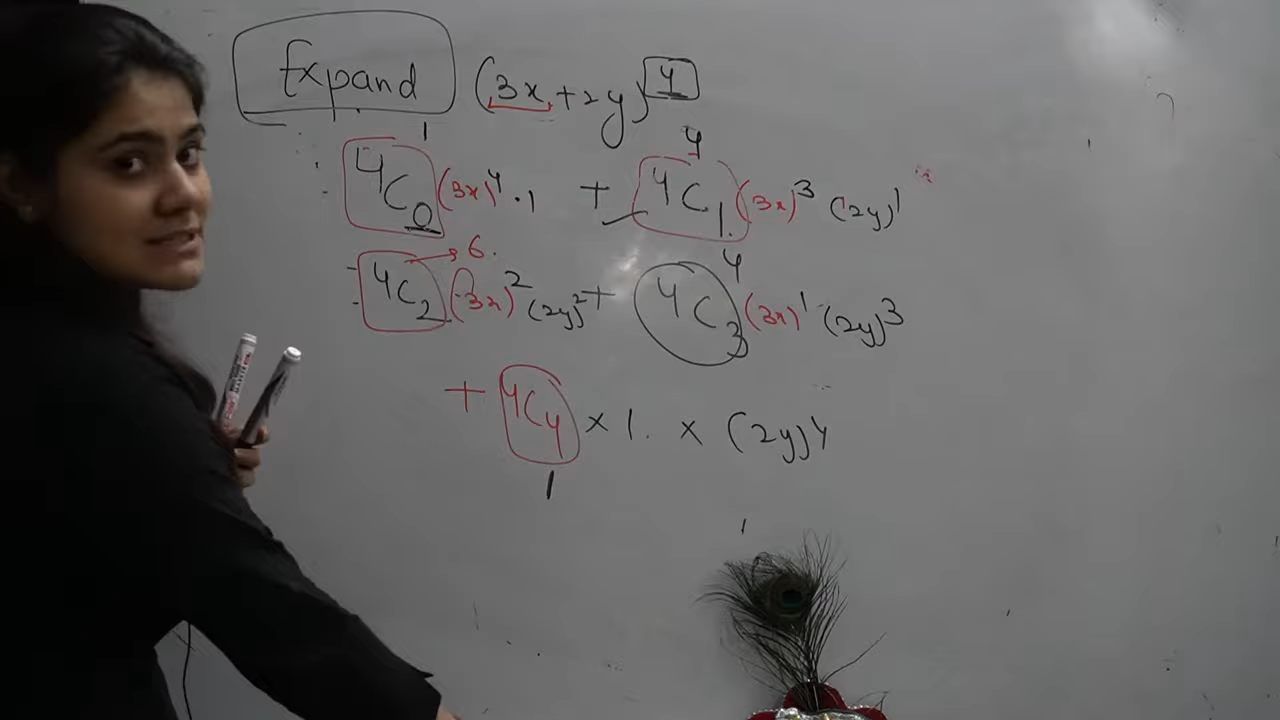 Expand (3x+2y)⁴
1 4
⁴C₀ (3x)⁴ . 1 + ⁴C₁ (3x)³ (2y)¹
6. 4
⁴C₂ (3x)² (2y)² + ⁴C₃ (3x)¹ . (2y)³
+ ⁴C₄ × 1. × (2y)⁴
1